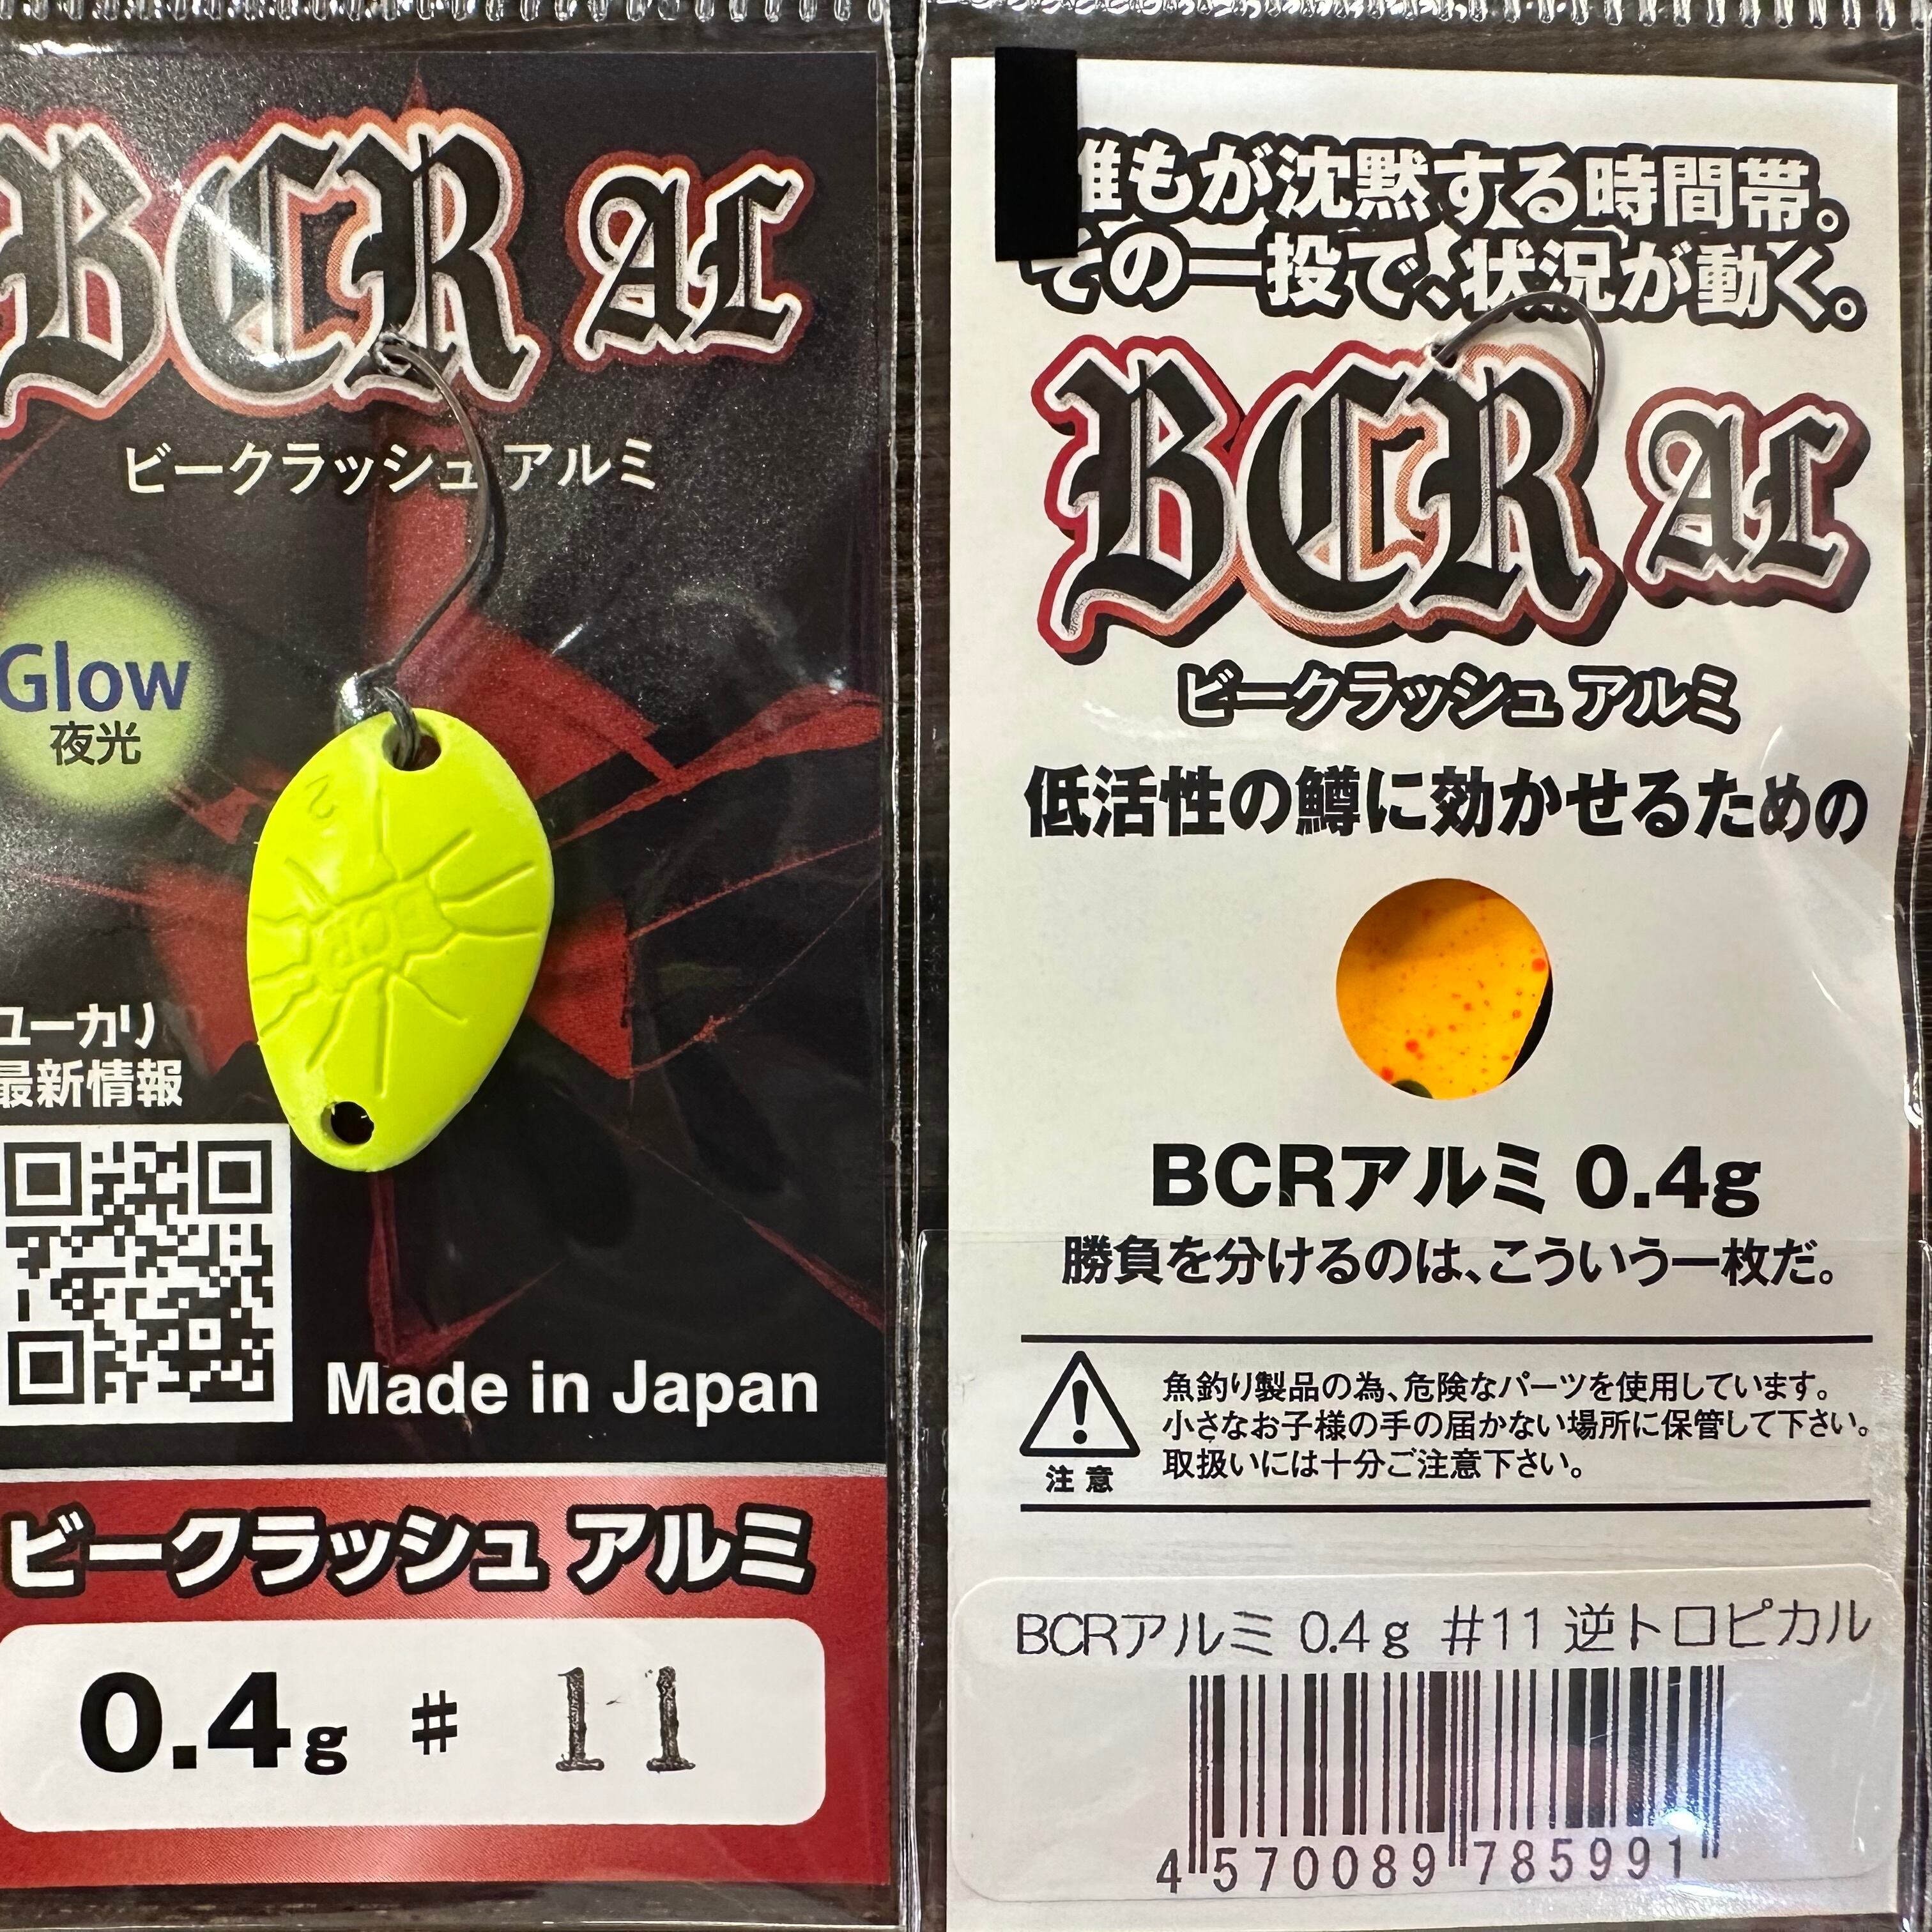 BCR AL
ビークラッシュ アルミ
Glow
夜光
ユーカリ
最新情報
Made in Japan
ビークラッシュ アルミ
0.4g # 11
もが沈黙する時間帯。
その一投で、状況が動く。
BCR AL
ビークラッシュ アルミ
低活性の鱒に効かせるための
BCRアルミ 0.4g
勝負を分けるのは、こういう一枚だ。
魚釣り製品の為、危険なパーツを使用しています。
小さなお子様の手の届かない場所に保管して下さい。
取扱いには十分ご注意下さい。
注意
BCRアルミ 0.4g #11 逆トロピカル
4 570089 785991